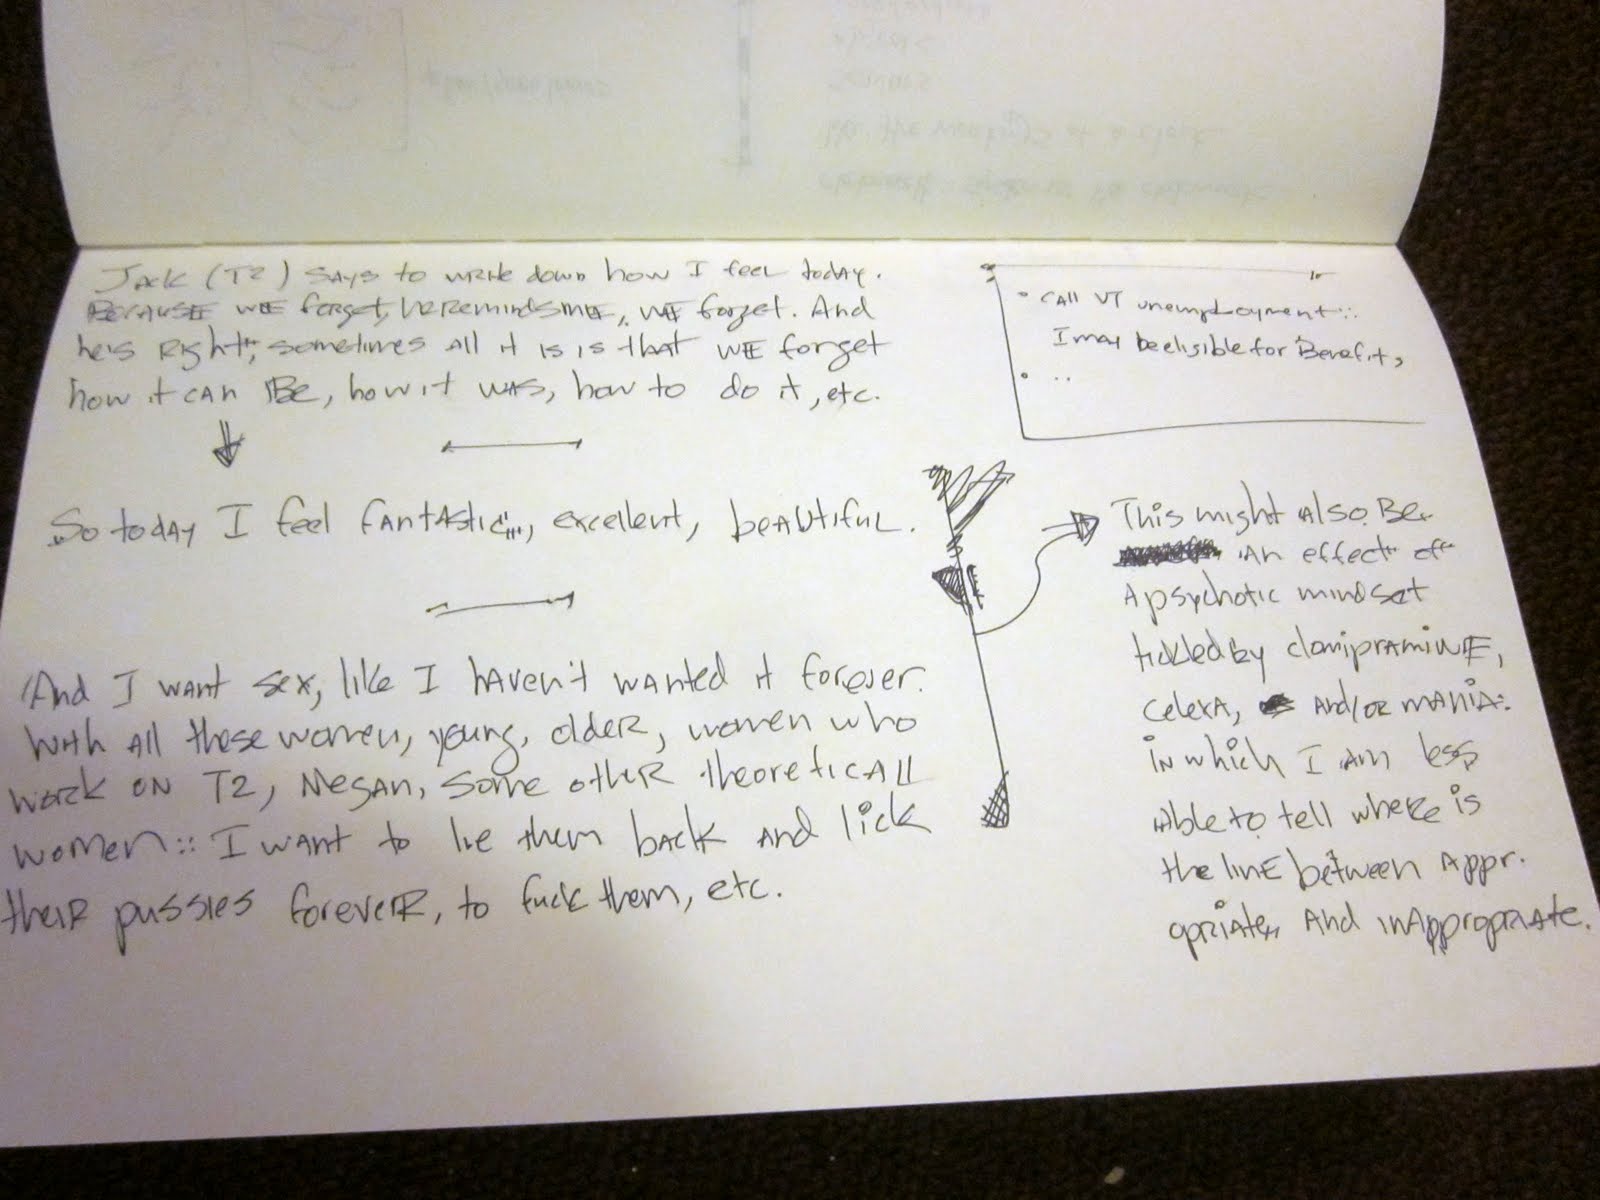 Jack (T2) says to write down how I feel today.
Because we forget, he reminds me, we forget. And
he's right, sometimes all it is is that we forget
how it can be, how it was, how to do it, etc.
So today I feel fantastic, excellent, beautiful.
And I want sex, like I haven't wanted it forever.
With all these women, young, older, women who
work on T2, Megan, some other theoreticall
women:: I want to lie them back and lick
their pussies forever, to fuck them, etc.
• Call VT unemployment::
I may be eligible for Benefits
• ..
This might also be
an effect of
a psychotic mindset
tickled by clomipramine,
celexa, and/or mania:
in which I am less
able to tell where is
the line between appr.
opriate, and inappropriate.